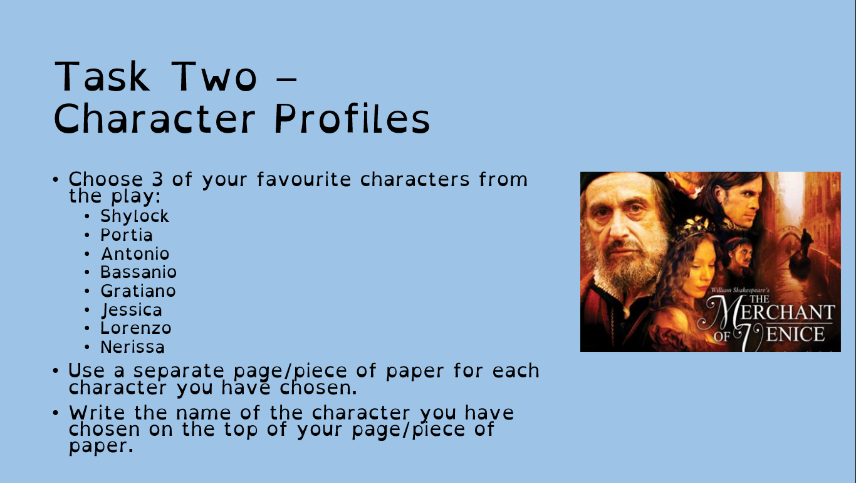 Task Two –
Character Profiles
• Choose 3 of your favourite characters from
the play:
• Shylock
• Portia
• Antonio
• Bassanio
• Gratiano
• Jessica
• Lorenzo
• Nerissa
• Use a separate page/piece of paper for each
character you have chosen.
• Write the name of the character you have
chosen on the top of your page/piece of
paper.
William Shakespeare's
THE
MERCHANT
OF VENICE